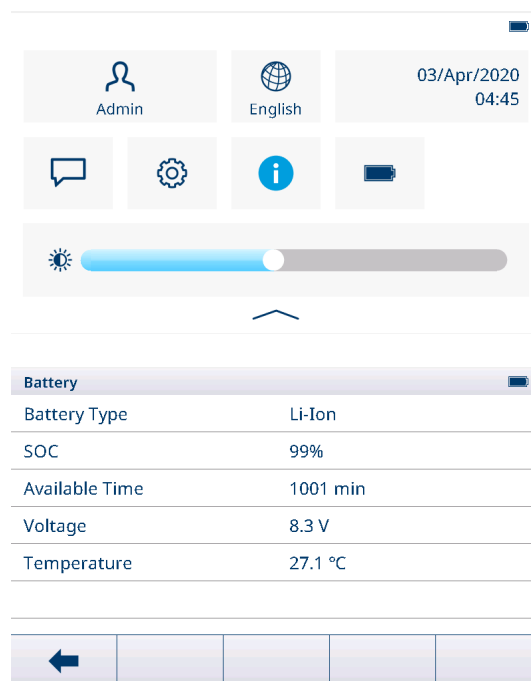 03/Apr/2020
04:45
Admin
English
i
Battery
Battery Type Li-Ion
SOC 99%
Available Time 1001 min
Voltage 8.3 V
Temperature 27.1 °C